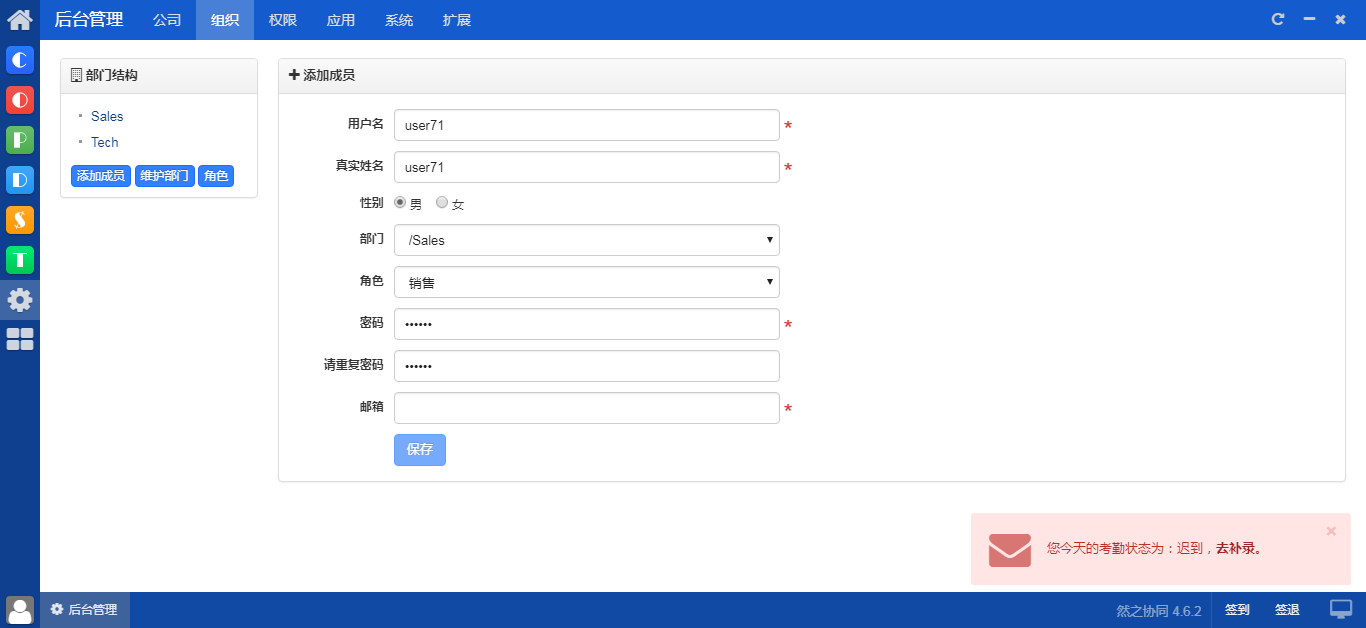 后台管理 公司 组织 权限 应用 系统 扩展
部门结构
Sales
Tech
添加成员 维护部门 角色
添加成员
用户名 user71 *
真实姓名 user71 *
性别 男 女
部门 /Sales
角色 销售
密码 •••••• *
请重复密码 ••••••
邮箱 *
保存
您今天的考勤状态为：迟到，去补录。
后台管理 然之协同 4.6.2 签到 签退